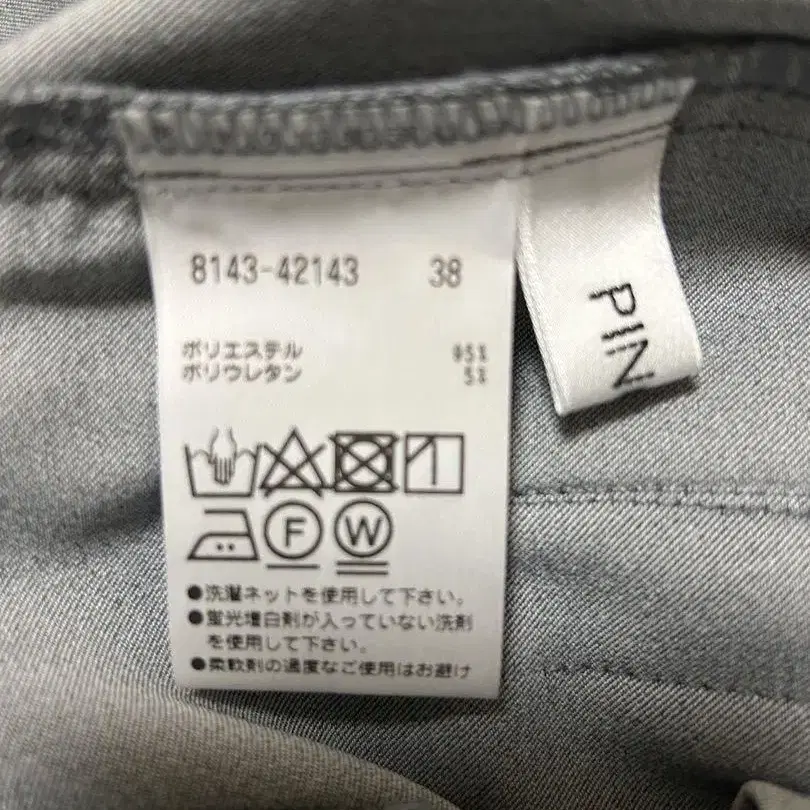 8143-42143 38
ポリエステル 95%
ポリウレタン 5%
F W
●洗濯ネットを使用して下さい。
●蛍光増白剤が入っていない洗剤
を使用して下さい。
●柔軟剤の過度なご使用はお避け
PIN